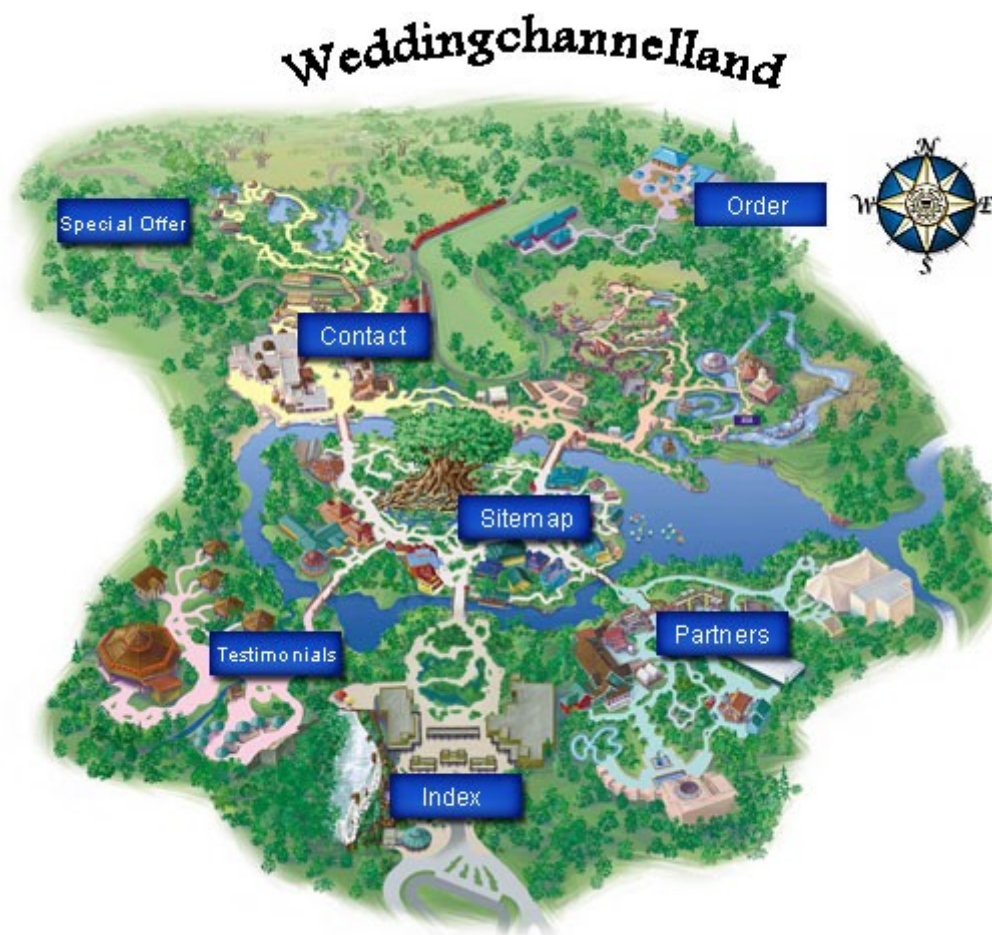 Weddingchannelland
N
W E
S
Order
Special Offer
Contact
Sitemap
Partners
Testimonials
Index